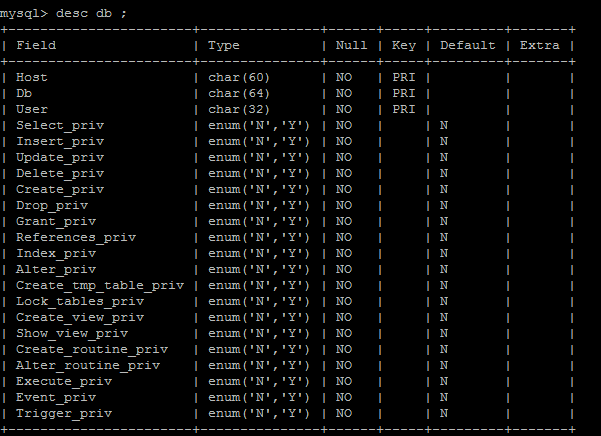 mysql> desc db ;
+-----------------------+---------------+------+-----+---------+-------+
| Field                 | Type          | Null | Key | Default | Extra |
+-----------------------+---------------+------+-----+---------+-------+
| Host                  | char(60)      | NO   | PRI |         |       |
| Db                    | char(64)      | NO   | PRI |         |       |
| User                  | char(32)      | NO   | PRI |         |       |
| Select_priv           | enum('N','Y') | NO   |     | N       |       |
| Insert_priv           | enum('N','Y') | NO   |     | N       |       |
| Update_priv           | enum('N','Y') | NO   |     | N       |       |
| Delete_priv           | enum('N','Y') | NO   |     | N       |       |
| Create_priv           | enum('N','Y') | NO   |     | N       |       |
| Drop_priv             | enum('N','Y') | NO   |     | N       |       |
| Grant_priv            | enum('N','Y') | NO   |     | N       |       |
| References_priv       | enum('N','Y') | NO   |     | N       |       |
| Index_priv            | enum('N','Y') | NO   |     | N       |       |
| Alter_priv            | enum('N','Y') | NO   |     | N       |       |
| Create_tmp_table_priv | enum('N','Y') | NO   |     | N       |       |
| Lock_tables_priv      | enum('N','Y') | NO   |     | N       |       |
| Create_view_priv      | enum('N','Y') | NO   |     | N       |       |
| Show_view_priv        | enum('N','Y') | NO   |     | N       |       |
| Create_routine_priv   | enum('N','Y') | NO   |     | N       |       |
| Alter_routine_priv    | enum('N','Y') | NO   |     | N       |       |
| Execute_priv          | enum('N','Y') | NO   |     | N       |       |
| Event_priv            | enum('N','Y') | NO   |     | N       |       |
| Trigger_priv          | enum('N','Y') | NO   |     | N       |       |
+-----------------------+---------------+------+-----+---------+-------+